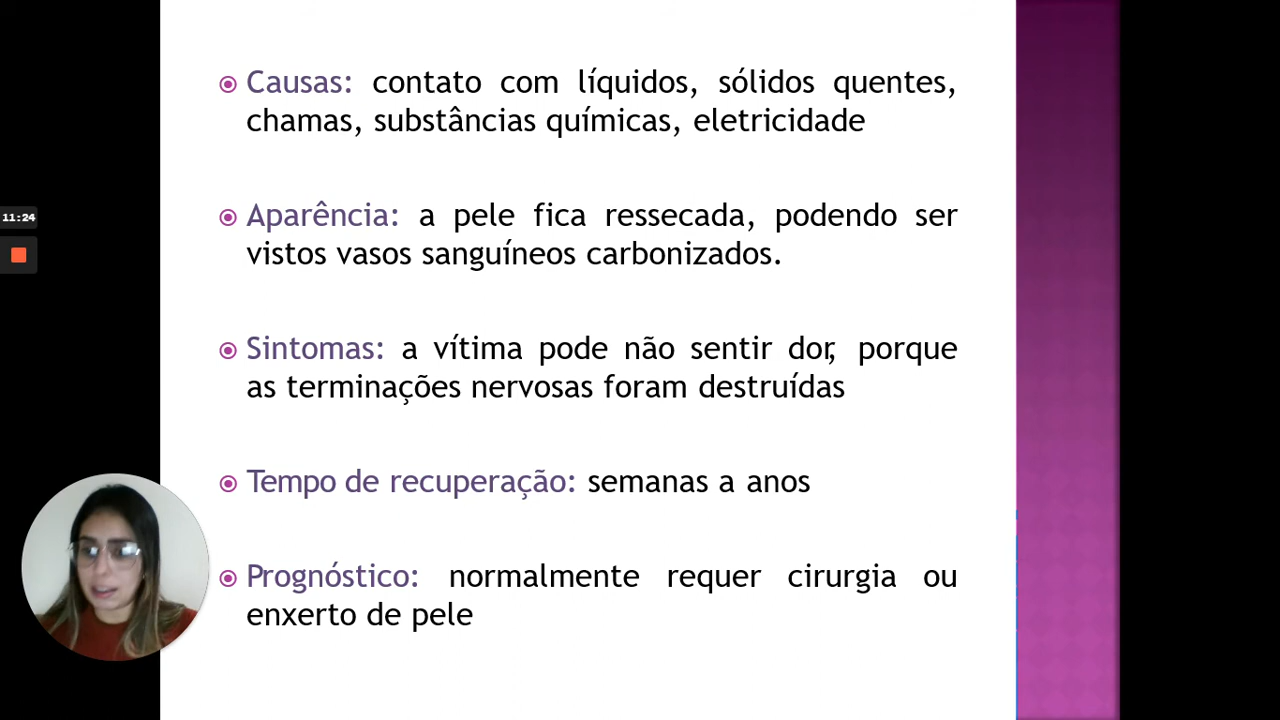 Causas: contato com líquidos, sólidos quentes,
chamas, substâncias químicas, eletricidade
Aparência: a pele fica ressecada, podendo ser
vistos vasos sanguíneos carbonizados.
11:24
Sintomas: a vítima pode não sentir dor, porque
as terminações nervosas foram destruídas
Tempo de recuperação: semanas a anos
Prognóstico: normalmente requer cirurgia ou
enxerto de pele